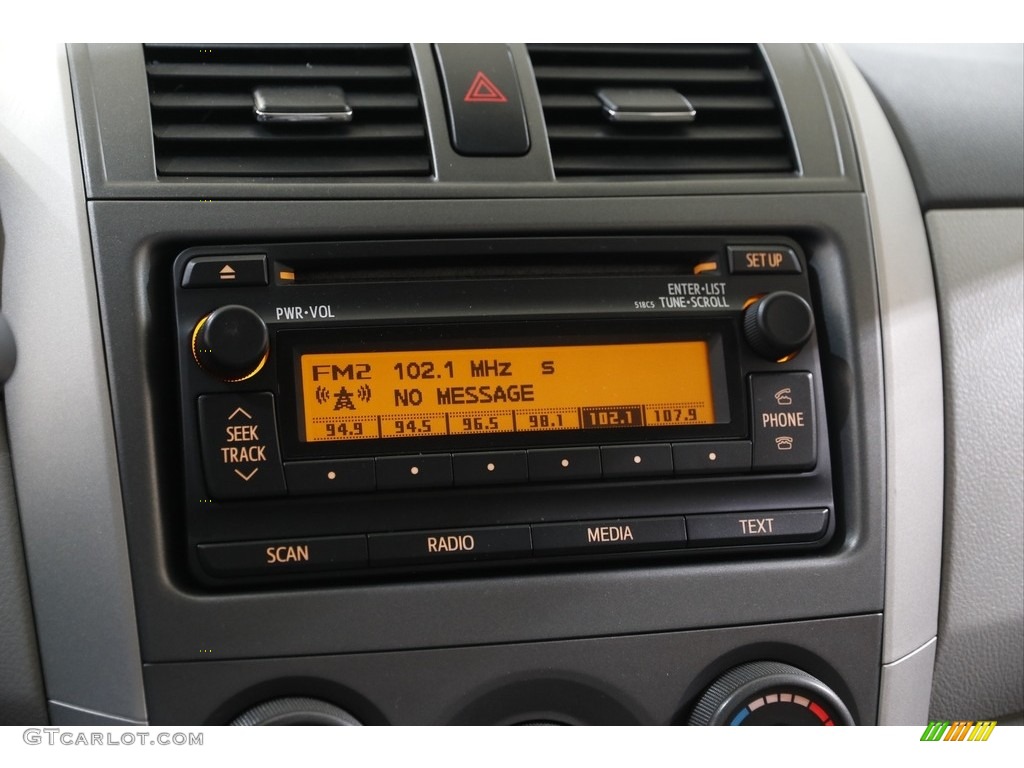 SET UP
ENTER•LIST
518C5 TUNE•SCROLL
PWR•VOL
FM2 102.1 MHz S
NO MESSAGE
94.9 94.5 96.5 98.1 102.1 107.9
SEEK
TRACK
PHONE
SCAN RADIO MEDIA TEXT
© GTCARLOT.COM